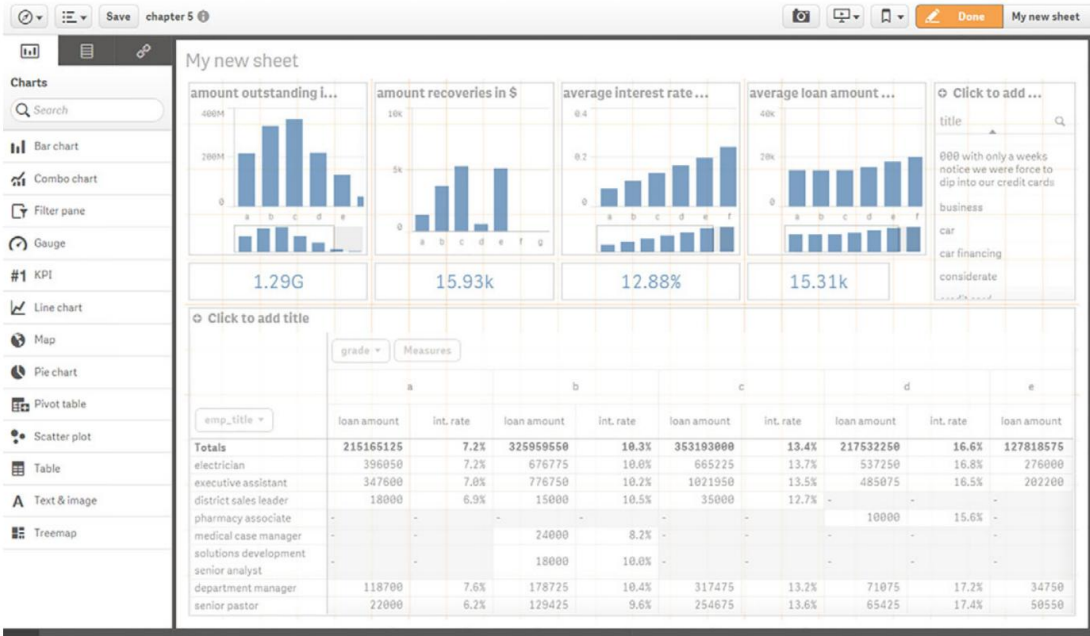 Save chapter 5
Done My new sheet
Charts
Search
Bar chart
Combo chart
Filter pane
Gauge
#1 KPI
Line chart
Map
Pie chart
Pivot table
Scatter plot
Table
A Text & image
Treemap
My new sheet
amount outstanding i...
400M
200M
0
a b c d e
amount recoveries in $
10k
5k
0
a b c d e f g
average interest rate ...
0.4
0.2
0
a b c d e f
average loan amount ...
40k
20k
0
a b c d e f
Click to add ...
title
000 with only a weeks
notice we were force to
dip into our credit cards
business
car
car financing
considerate
1.29G
15.93k
12.88%
15.31k
Click to add title
grade Measures
a b c d e
emp_title loan amount int. rate loan amount int. rate loan amount int. rate loan amount int. rate loan amount
Totals 215165125 7.2% 325959550 10.3% 353193000 13.4% 217532250 16.6% 127818575
electrician 396050 7.2% 676775 10.0% 665225 13.7% 537250 16.8% 276000
executive assistant 347600 7.0% 776750 10.2% 1021950 13.5% 485075 16.5% 202200
district sales leader 18000 6.9% 15000 10.5% 35000 12.7% - - -
pharmacy associate - - - - - - 10000 15.6% -
medical case manager - - 24000 8.2% - - - - -
solutions development
senior analyst - - 18000 10.0% - - - - -
department manager 118700 7.6% 178725 10.4% 317475 13.2% 71075 17.2% 34750
senior pastor 22000 6.2% 129425 9.6% 254675 13.6% 65425 17.4% 50550